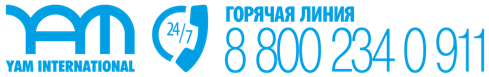 YAM
YAM INTERNATIONAL
24/7
ГОРЯЧАЯ ЛИНИЯ
8 800 234 0 911